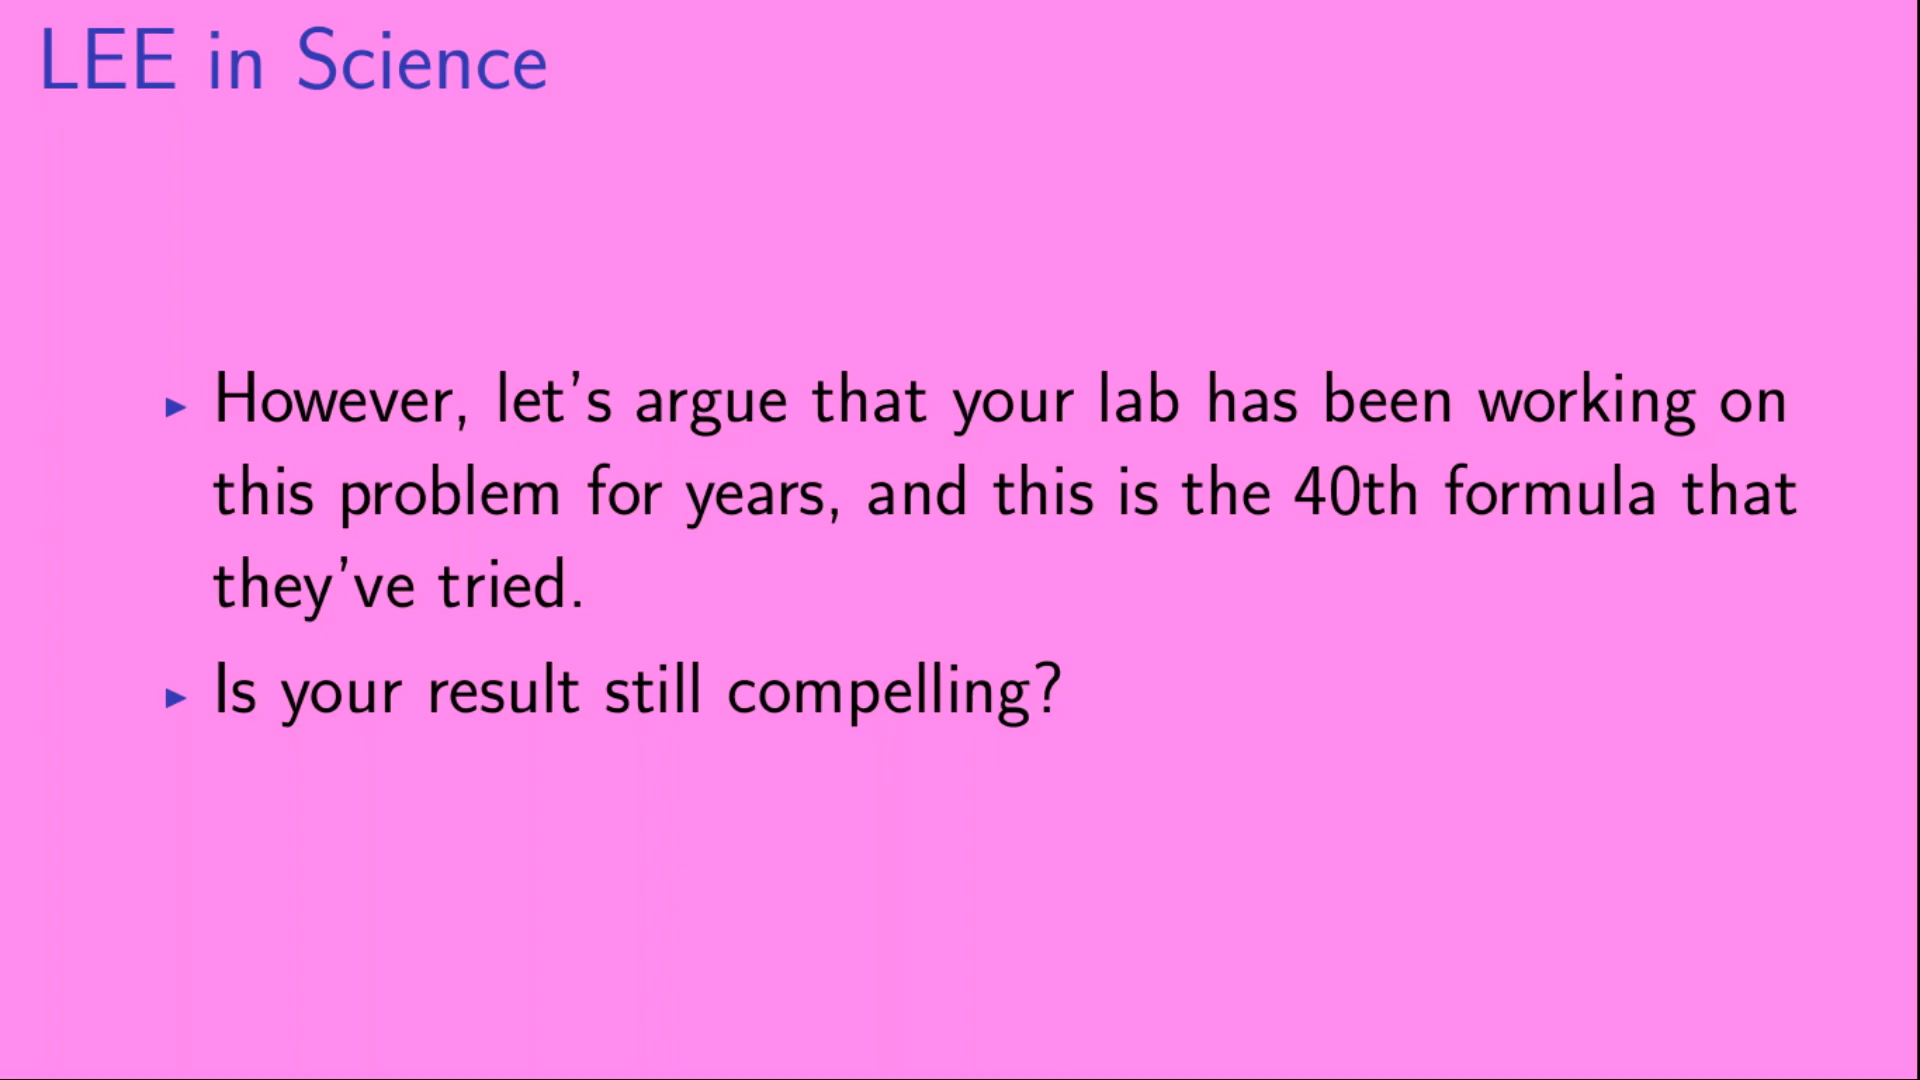 LEE in Science
▶ However, let's argue that your lab has been working on
this problem for years, and this is the 40th formula that
they've tried.
▶ Is your result still compelling?